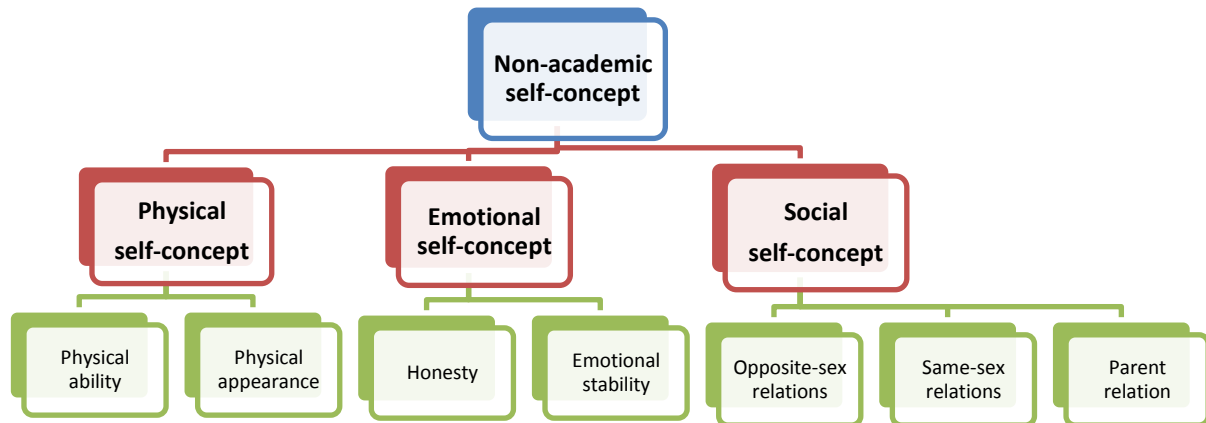 Non-academic
self-concept
Physical
self-concept
Emotional
self-concept
Social
self-concept
Physical
ability
Physical
appearance
Honesty
Emotional
stability
Opposite-sex
relations
Same-sex
relations
Parent
relation